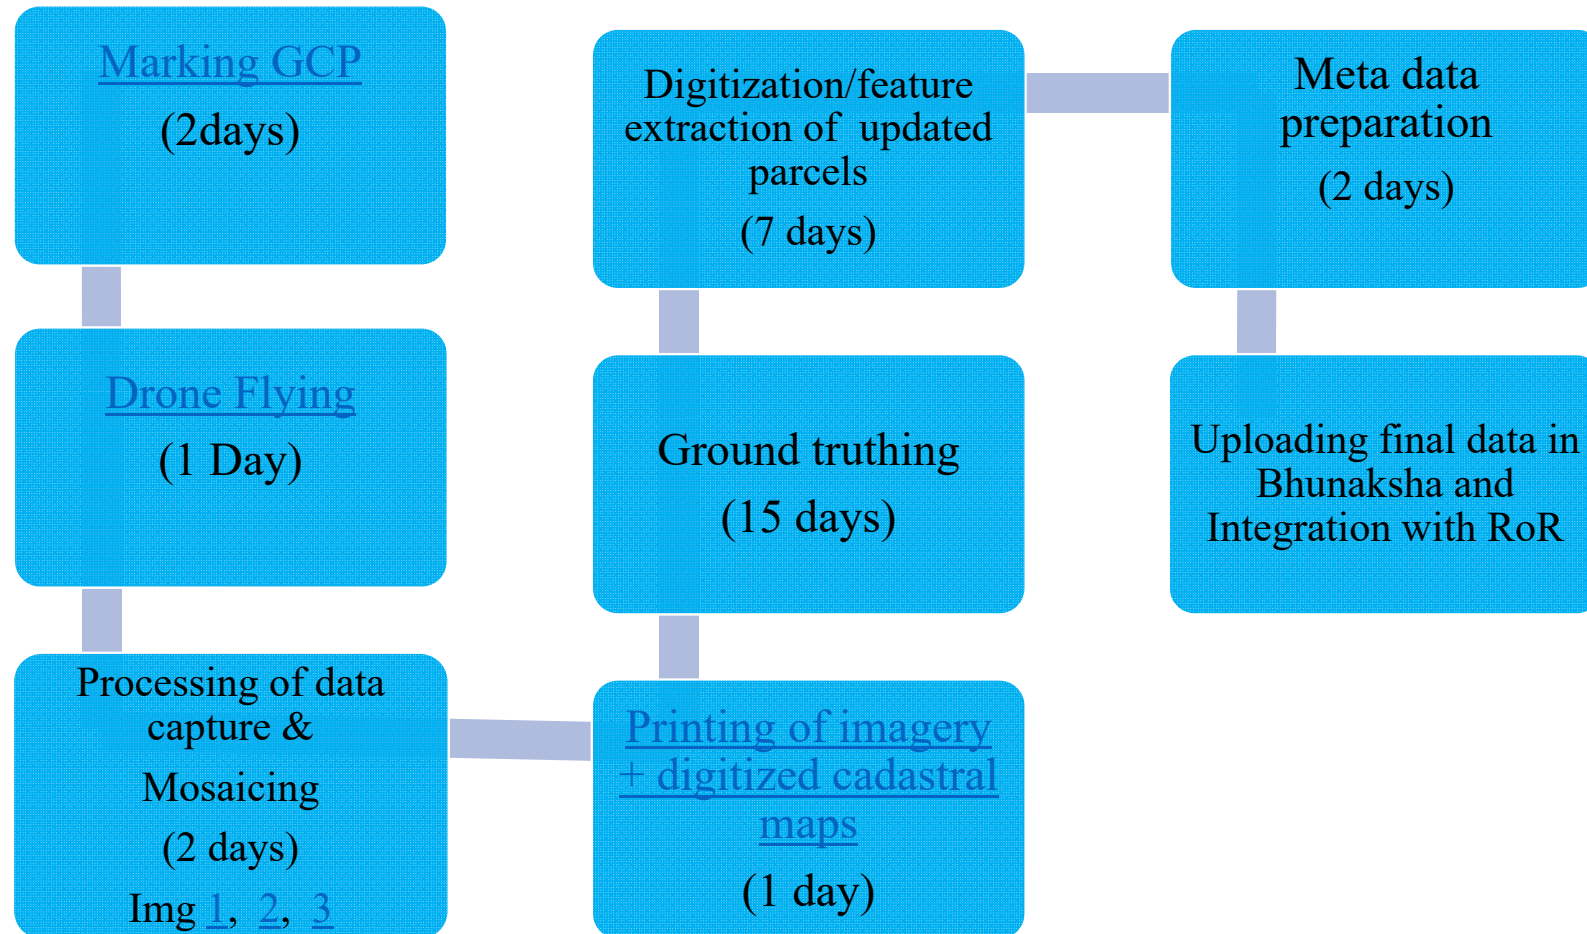 Marking GCP
(2days)
Drone Flying
(1 Day)
Processing of data
capture &
Mosaicing
(2 days)
Img 1, 2, 3
Printing of imagery
+ digitized cadastral
maps
(1 day)
Ground truthing
(15 days)
Digitization/feature
extraction of updated
parcels
(7 days)
Meta data
preparation
(2 days)
Uploading final data in
Bhunaksha and
Integration with RoR